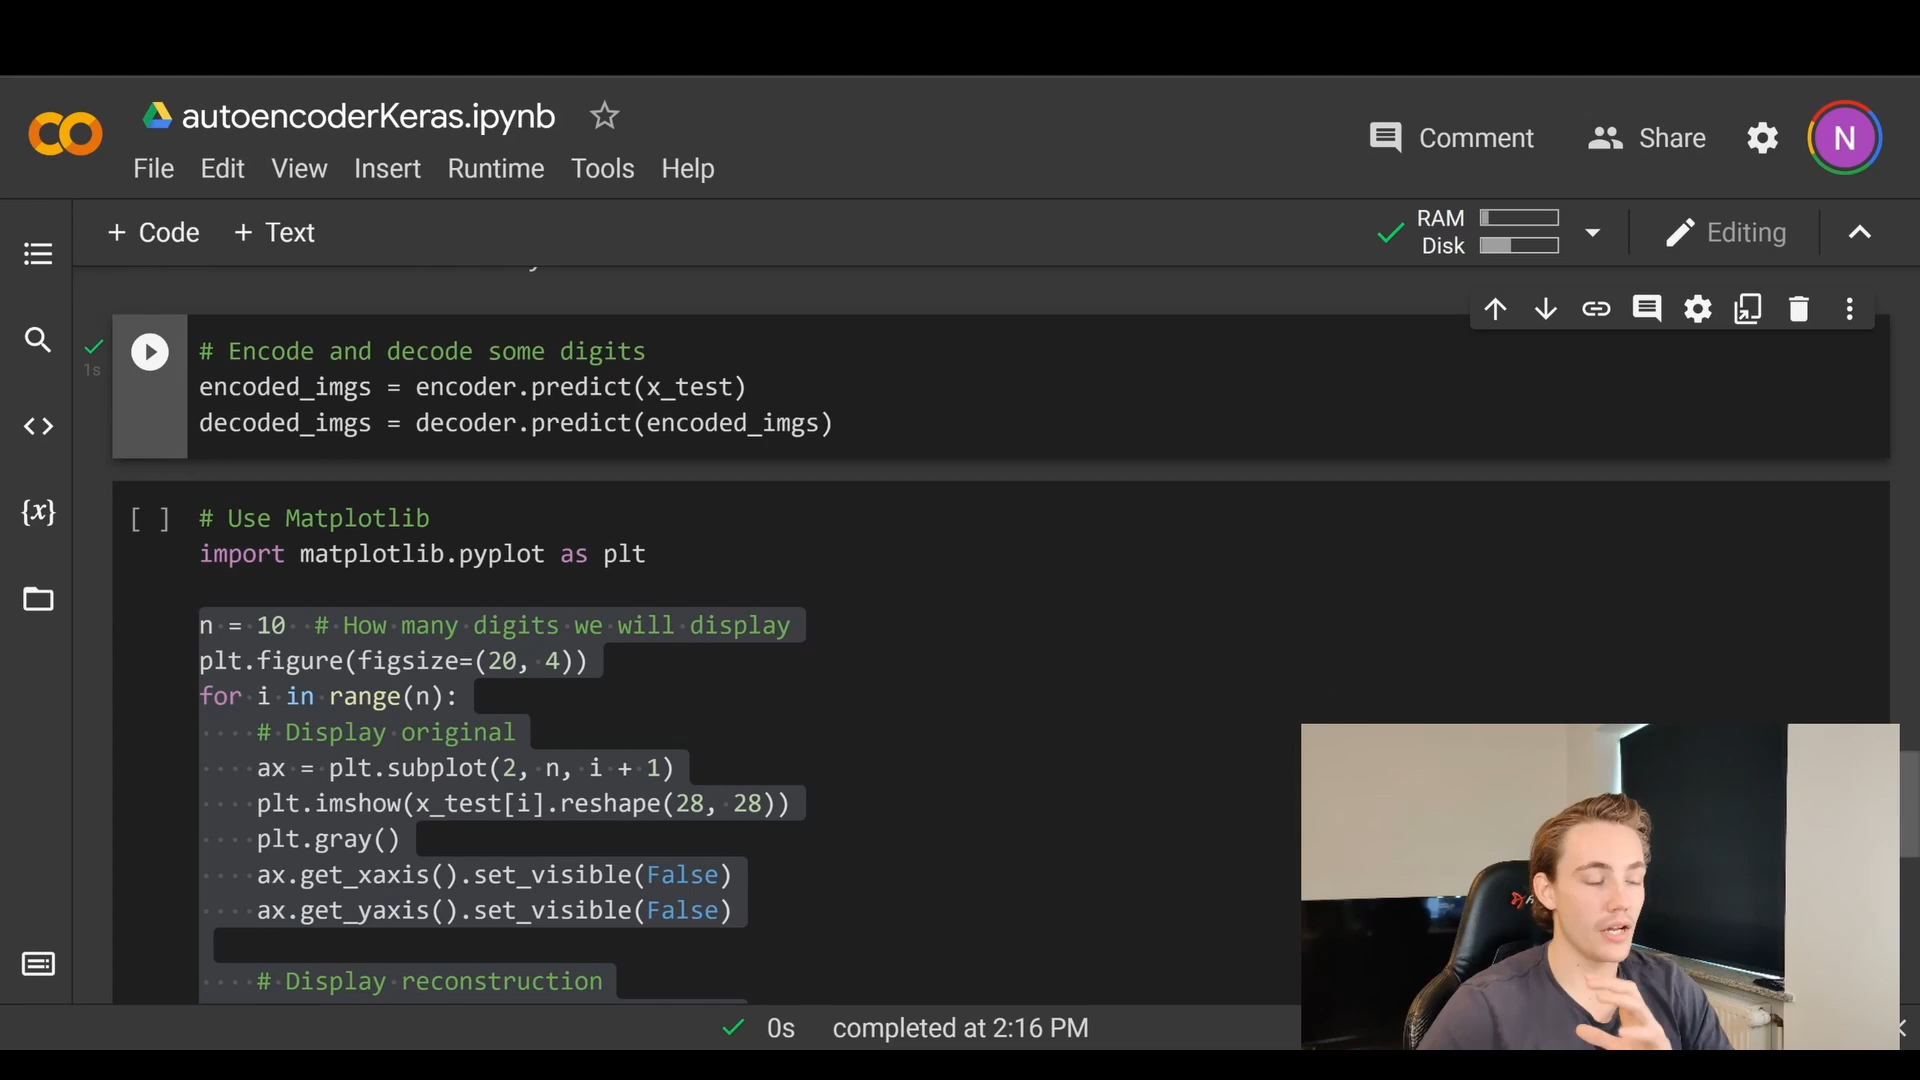 autoencoderKeras.ipynb
Comment
Share
N
File Edit View Insert Runtime Tools Help
+ Code + Text
RAM
Disk
Editing
1s
# Encode and decode some digits
encoded_imgs = encoder.predict(x_test)
decoded_imgs = decoder.predict(encoded_imgs)
[ ]
# Use Matplotlib
import matplotlib.pyplot as plt
n = 10  # How many digits we will display
plt.figure(figsize=(20, 4))
for i in range(n):
    # Display original
    ax = plt.subplot(2, n, i + 1)
    plt.imshow(x_test[i].reshape(28, 28))
    plt.gray()
    ax.get_xaxis().set_visible(False)
    ax.get_yaxis().set_visible(False)
    # Display reconstruction
{x}
0s completed at 2:16 PM